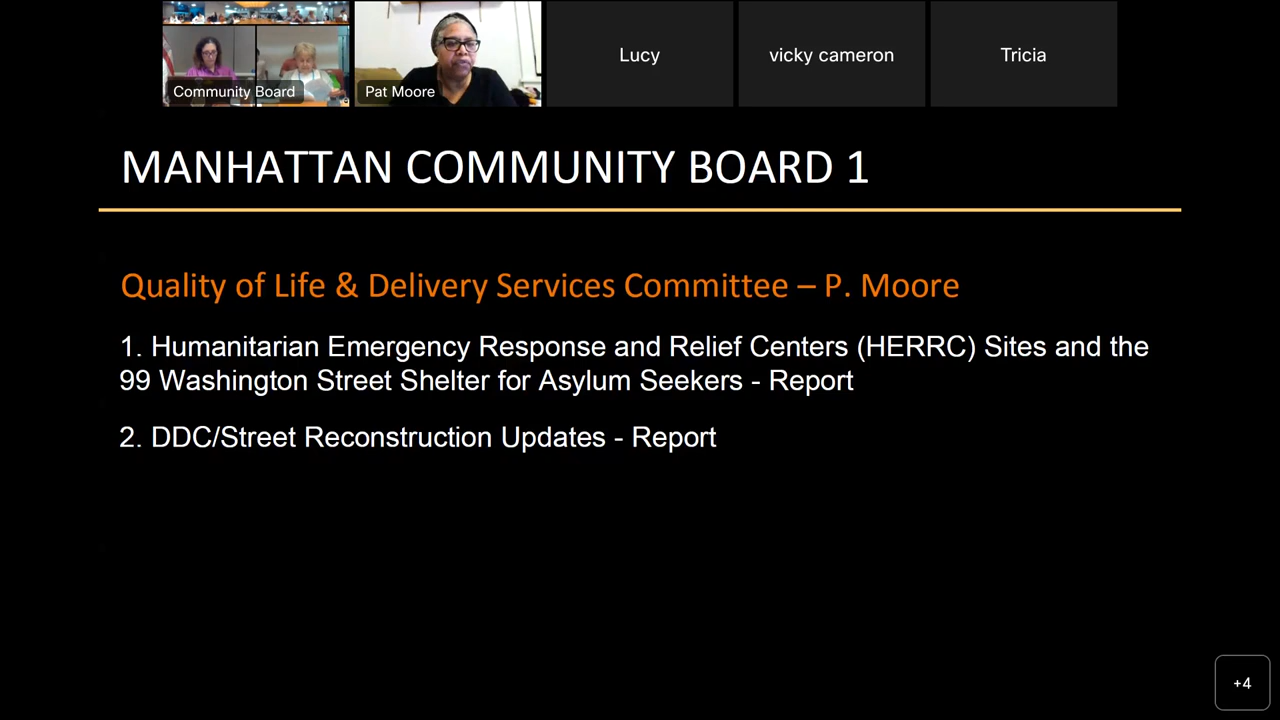 Community Board
Pat Moore
Lucy
vicky cameron
Tricia
MANHATTAN COMMUNITY BOARD 1
Quality of Life & Delivery Services Committee – P. Moore
1. Humanitarian Emergency Response and Relief Centers (HERRC) Sites and the
99 Washington Street Shelter for Asylum Seekers - Report
2. DDC/Street Reconstruction Updates - Report
+4